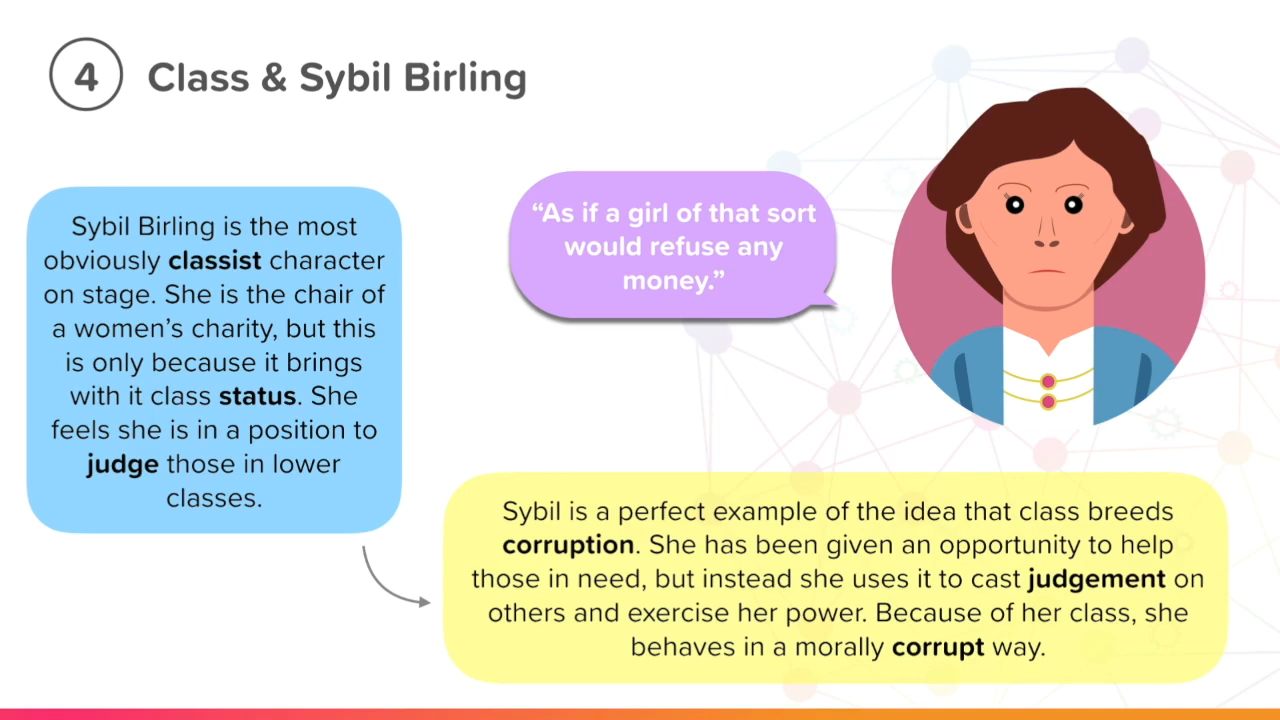 4
Class & Sybil Birling
Sybil Birling is the most
obviously classist character
on stage. She is the chair of
a women’s charity, but this
is only because it brings
with it class status. She
feels she is in a position to
judge those in lower
classes.
“As if a girl of that sort
would refuse any
money.”
Sybil is a perfect example of the idea that class breeds
corruption. She has been given an opportunity to help
those in need, but instead she uses it to cast judgement on
others and exercise her power. Because of her class, she
behaves in a morally corrupt way.